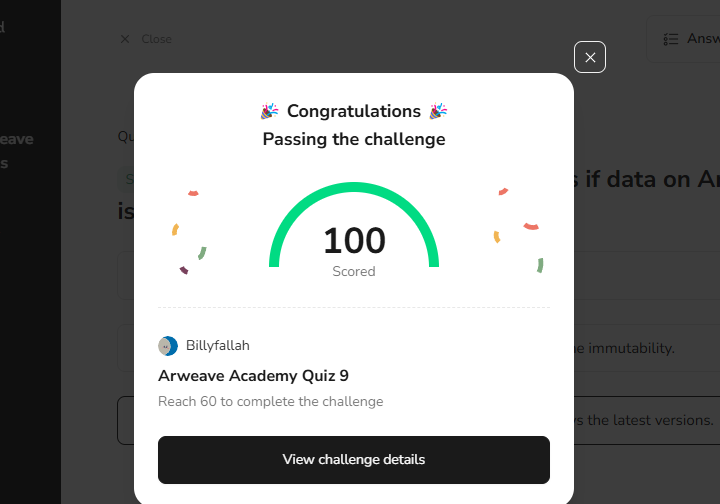 Close
Answ
🎉 Congratulations 🎉
Passing the challenge
eave
s
Qu
s if data on Ar
is
100
Scored
Billyfallah
e immutability.
Arweave Academy Quiz 9
Reach 60 to complete the challenge
s the latest versions.
View challenge details